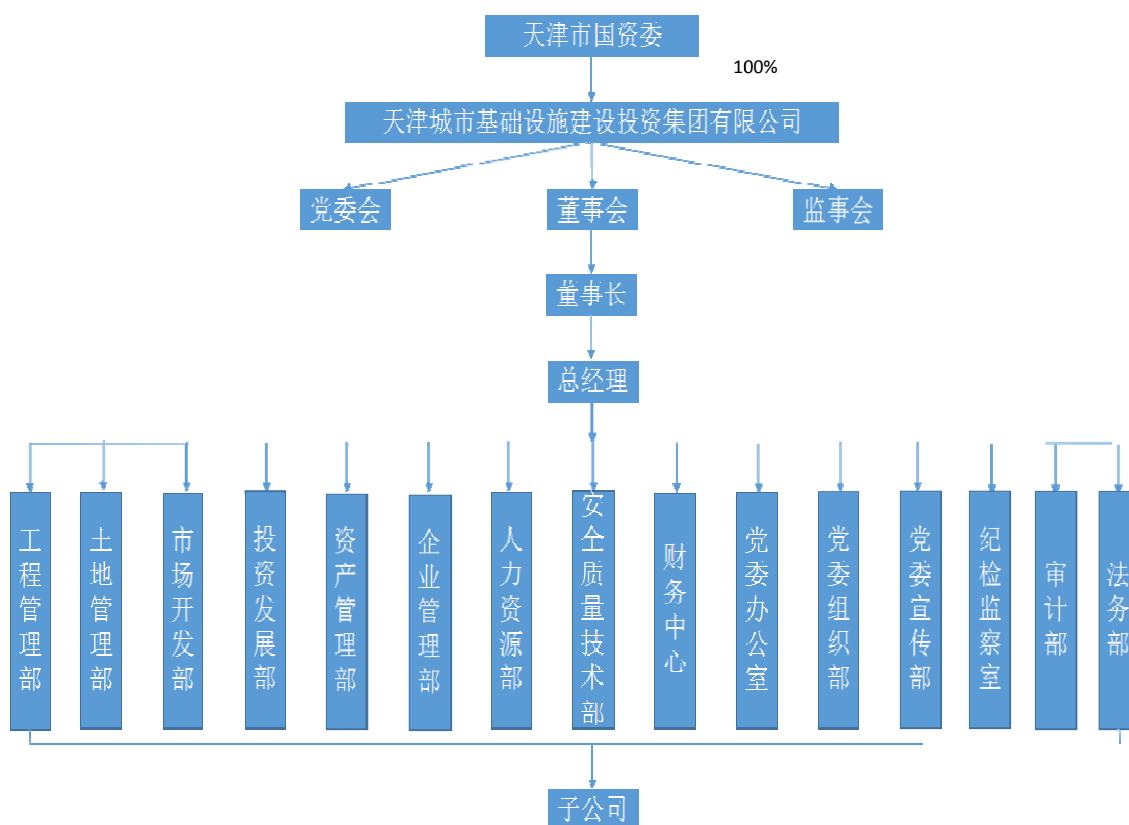 天津市国资委
100%
天津城市基础设施建设投资集团有限公司
党委会
董事会
监事会
董事长
总经理
工程管理部
土地管理部
市场开发部
投资发展部
资产管理部
企业管理部
人力资源部
安全质量技术部
财务中心
党委办公室
党委组织部
党委宣传部
纪检监察室
审计部
法务部
子公司